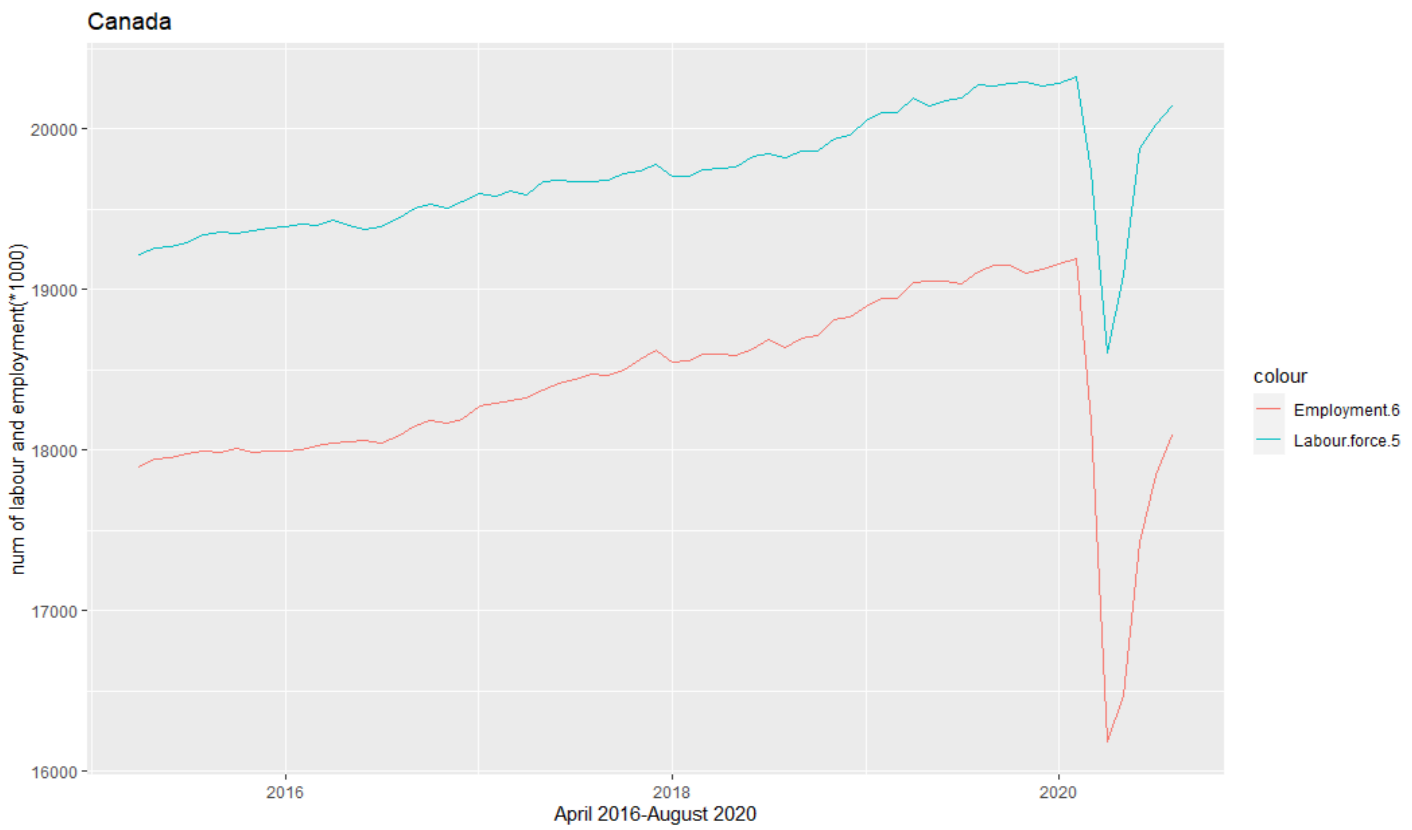 Canada
num of labour and employment(*1000)
20000
19000
18000
17000
16000
2016
2018
2020
April 2016-August 2020
colour
Employment.6
Labour.force.5